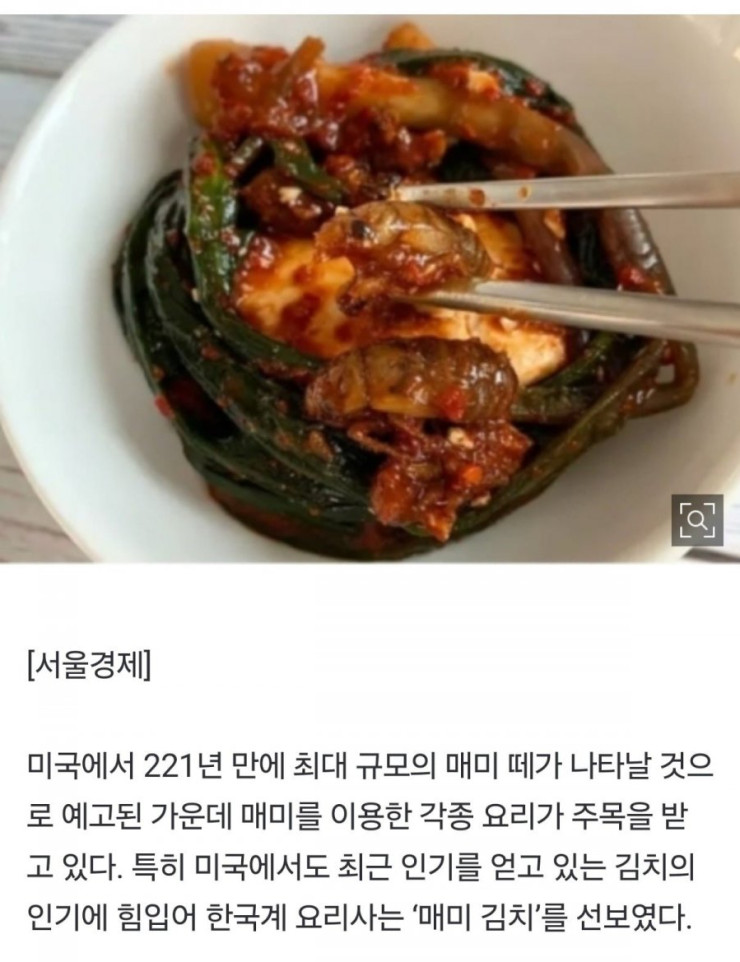 [서울경제]
미국에서 221년 만에 최대 규모의 매미 떼가 나타날 것으
로 예고된 가운데 매미를 이용한 각종 요리가 주목을 받
고 있다. 특히 미국에서도 최근 인기를 얻고 있는 김치의
인기에 힘입어 한국계 요리사는 ‘매미 김치’를 선보였다.